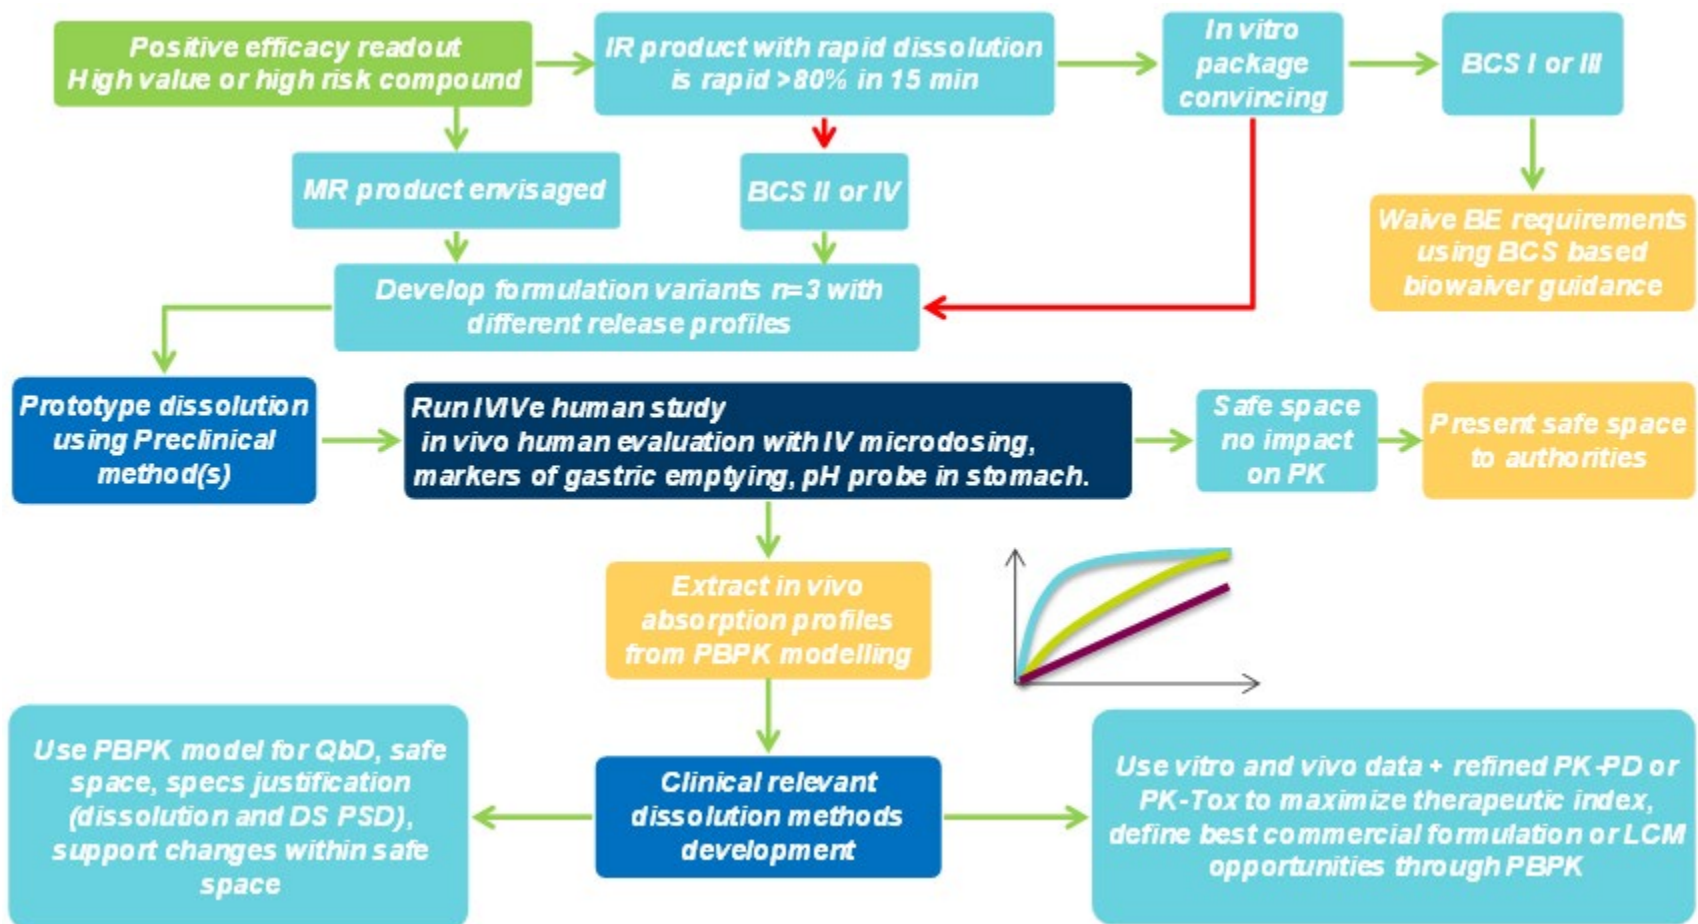 Positive efficacy readout
High value or high risk compound
IR product with rapid dissolution
is rapid >80% in 15 min
In vitro
package
convincing
BCS I or III
MR product envisaged
BCS II or IV
Waive BE requirements
using BCS based
biowaiver guidance
Develop formulation variants n=3 with
different release profiles
Prototype dissolution
using Preclinical
method(s)
Run IVIVe human study
in vivo human evaluation with IV microdosing,
markers of gastric emptying, pH probe in stomach.
Safe space
no impact
on PK
Present safe space
to authorities
Extract in vivo
absorption profiles
from PBPK modelling
Use PBPK model for QbD, safe
space, specs justification
(dissolution and DS PSD),
support changes within safe
space
Clinical relevant
dissolution methods
development
Use vitro and vivo data + refined PK-PD or
PK-Tox to maximize therapeutic index,
define best commercial formulation or LCM
opportunities through PBPK